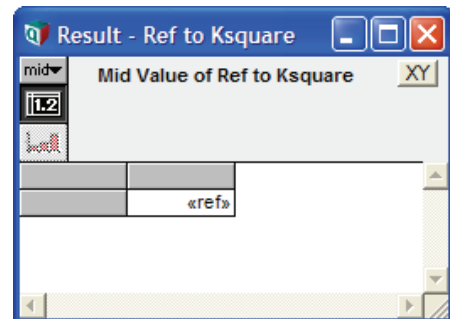 Result - Ref to Ksquare
mid
Mid Value of Ref to Ksquare
XY
1.2
«ref»